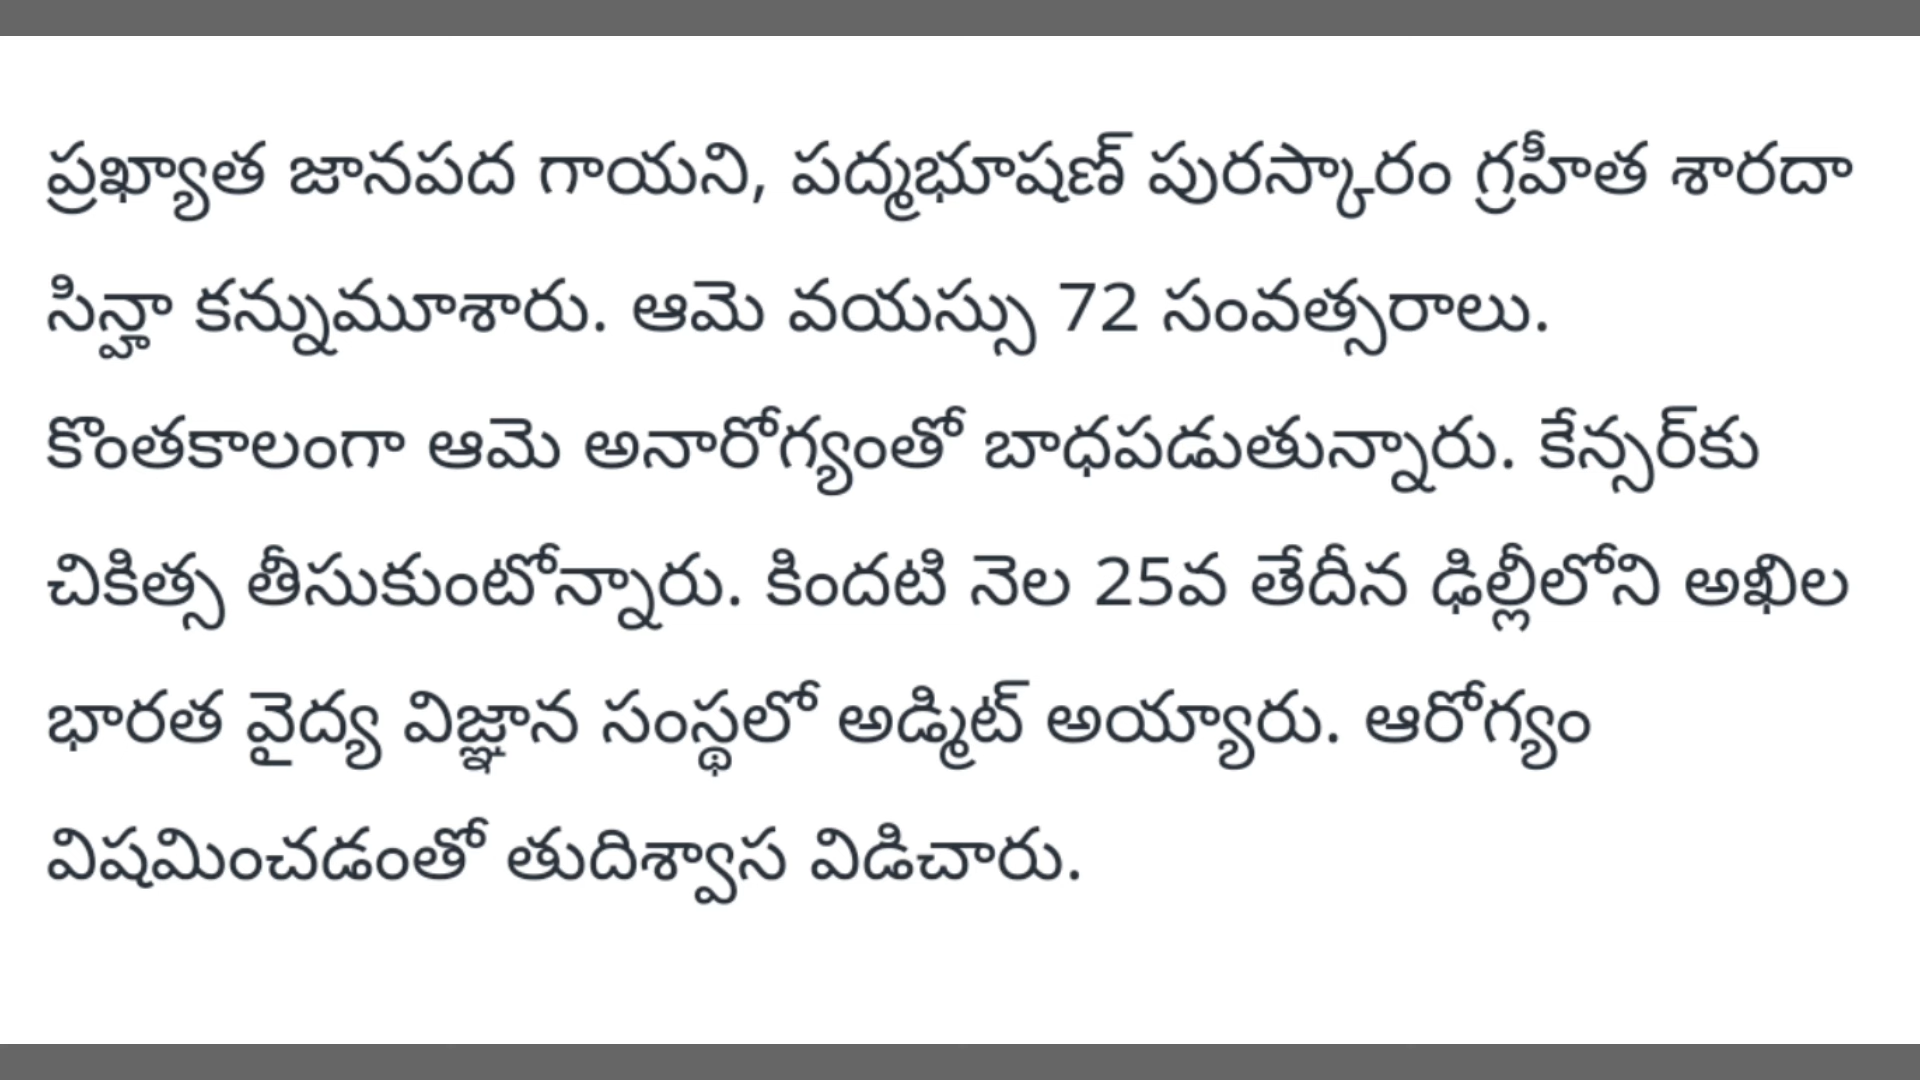 ప్రఖ్యాత జానపద గాయని, పద్మభూషణ్ పురస్కారం గ్రహీత శారదా
సిన్హా కన్నుమూశారు. ఆమె వయస్సు 72 సంవత్సరాలు.
కొంతకాలంగా ఆమె అనారోగ్యంతో బాధపడుతున్నారు. కేన్సర్‌కు
చికిత్స తీసుకుంటోన్నారు. కిందటి నెల 25వ తేదీన ఢిల్లీలోని అఖిల
భారత వైద్య విజ్ఞాన సంస్థలో అడ్మిట్ అయ్యారు. ఆరోగ్యం
విషమించడంతో తుదిశ్వాస విడిచారు.